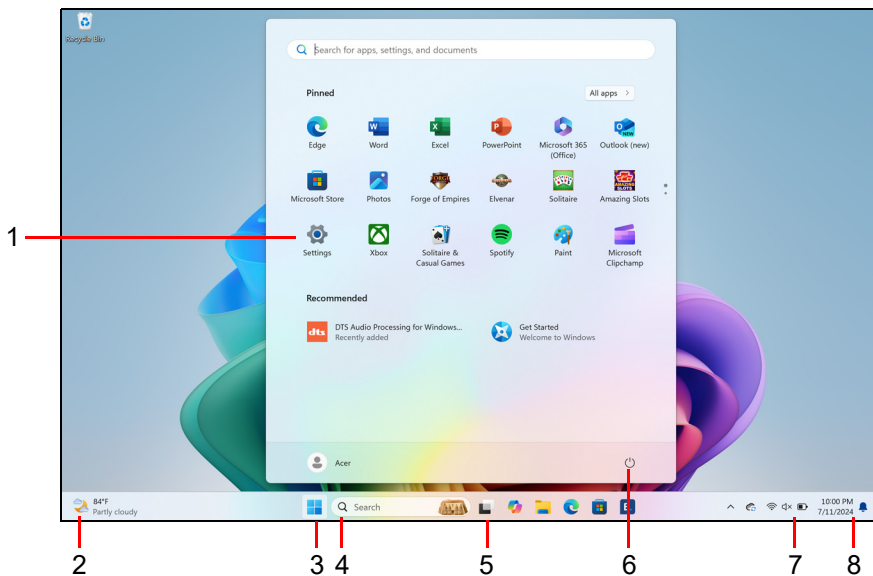 Recycle Bin
Search for apps, settings, and documents
Pinned
All apps >
Edge
Word
Excel
PowerPoint
Microsoft 365
(Office)
Outlook (new)
Microsoft Store
Photos
Forge of Empires
Elvenar
Solitaire
Amazing Slots
1
Settings
Xbox
Solitaire &
Casual Games
Spotify
Paint
Microsoft
Clipchamp
Recommended
dts
DTS Audio Processing for Windows...
Recently added
Get Started
Welcome to Windows
Acer
84°F
Partly cloudy
Search
10:00 PM
7/11/2024
2
3
4
5
6
7
8